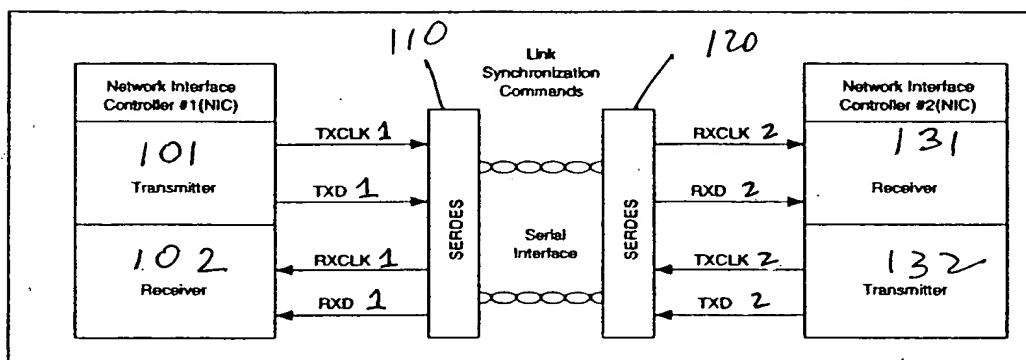 110
120
Link
Synchronization
Commands
Network Interface
Controller #1(NIC)
101
Transmitter
102
Receiver
TXCLK 1
TXD 1
RXCLK 1
RXD 1
SERDES
Serial
Interface
SERDES
RXCLK 2
RXD 2
TXCLK 2
TXD 2
Network Interface
Controller #2(NIC)
131
Receiver
132
Transmitter